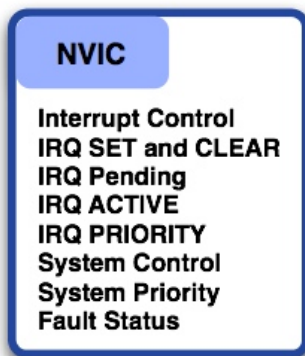 NVIC
Interrupt Control
IRQ SET and CLEAR
IRQ Pending
IRQ ACTIVE
IRQ PRIORITY
System Control
System Priority
Fault Status